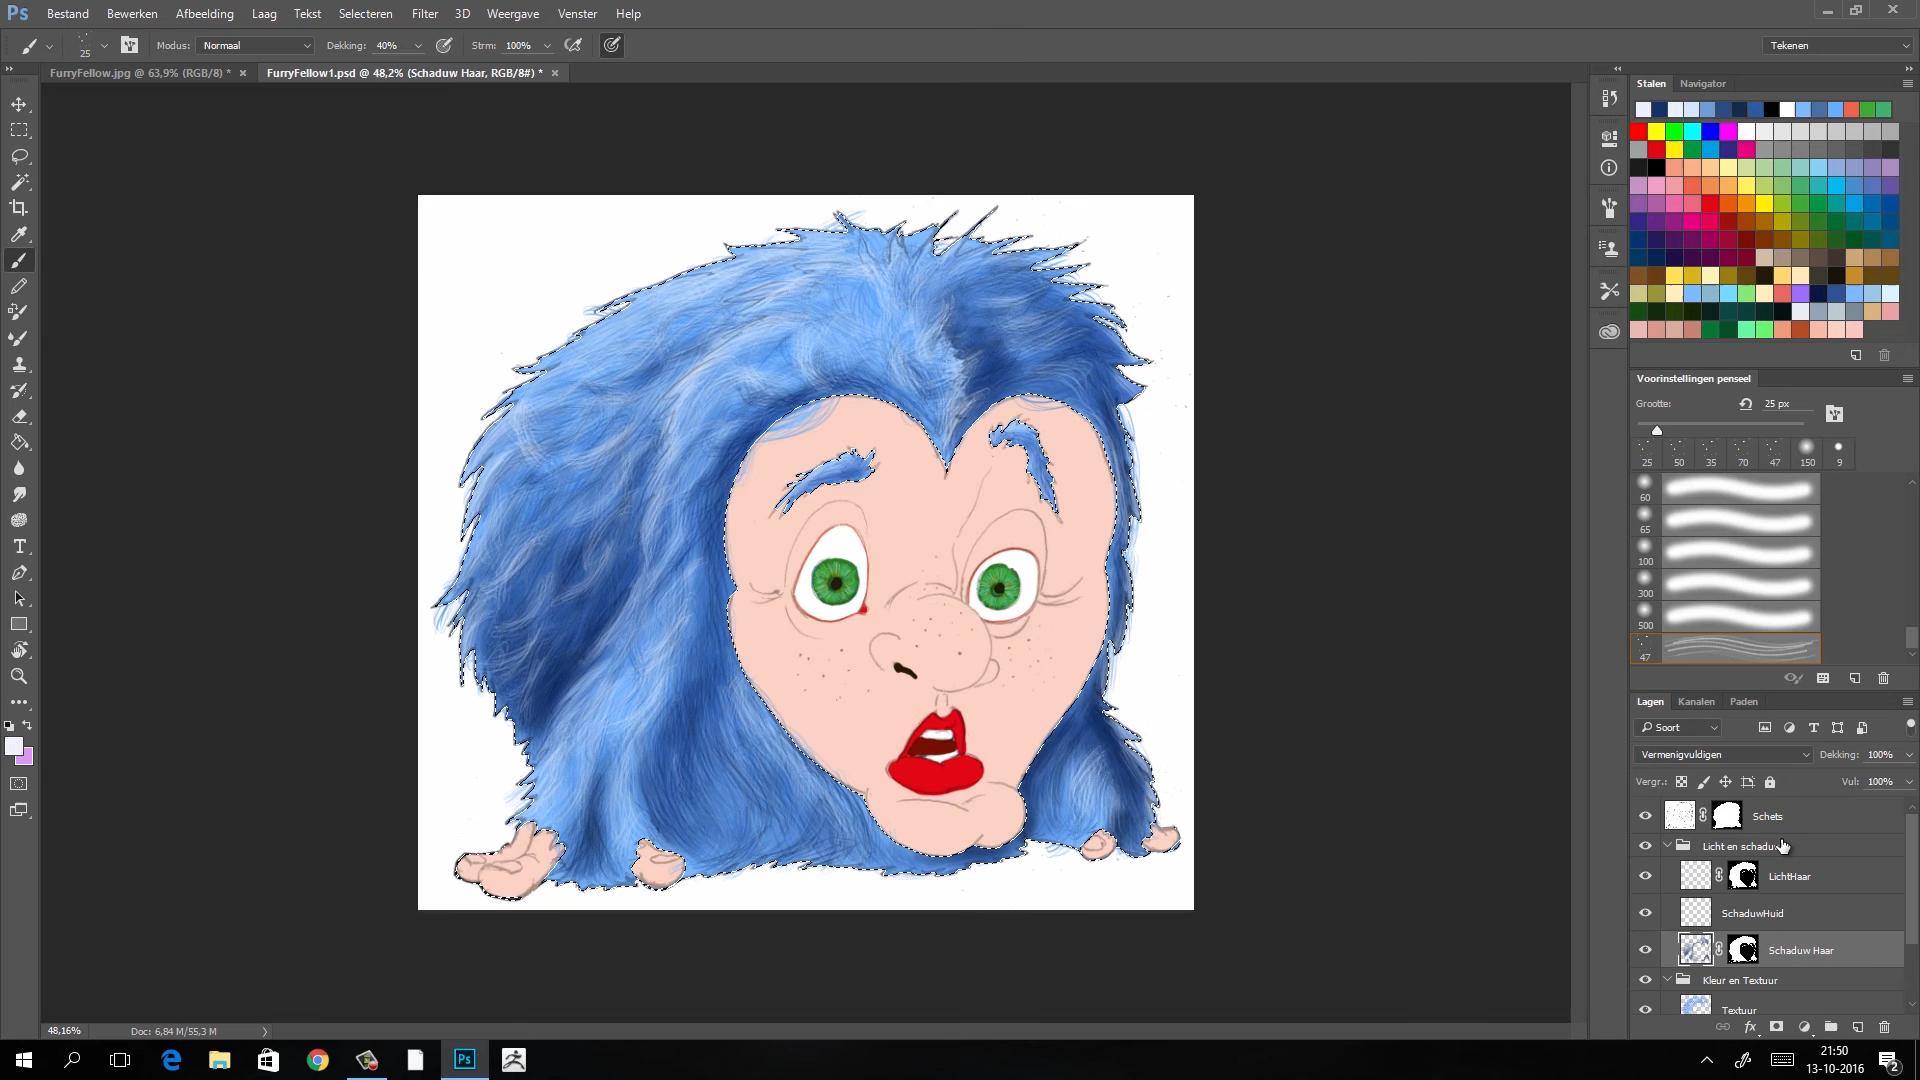 Ps Bestand Bewerken Afbeelding Laag Tekst Selecteren Filter 3D Weergave Venster Help
25 Modus: Normaal Dekking: 40% Strm: 100% Tekenen
FurryFellow.jpg @ 63,9% (RGB/8) * × FurryFellow1.psd @ 48,2% (Schaduw Haar, RGB/8#) * ×
Stalen Navigator
Voorinstellingen penseel
Grootte: 25 px
25 50 35 70 47 150 9
60
65
100
300
500
47
Lagen Kanalen Paden
Soort
Vermenigvuldigen Dekking: 100%
Vergr.: Vul: 100%
Schets
Licht en schaduw
LichtHaar
SchaduwHuid
Schaduw Haar
Kleur en Textuur
Textuur
fx
48,16% Doc: 6,84 M/55,3 M
Ps
21:50
13-10-2016
2